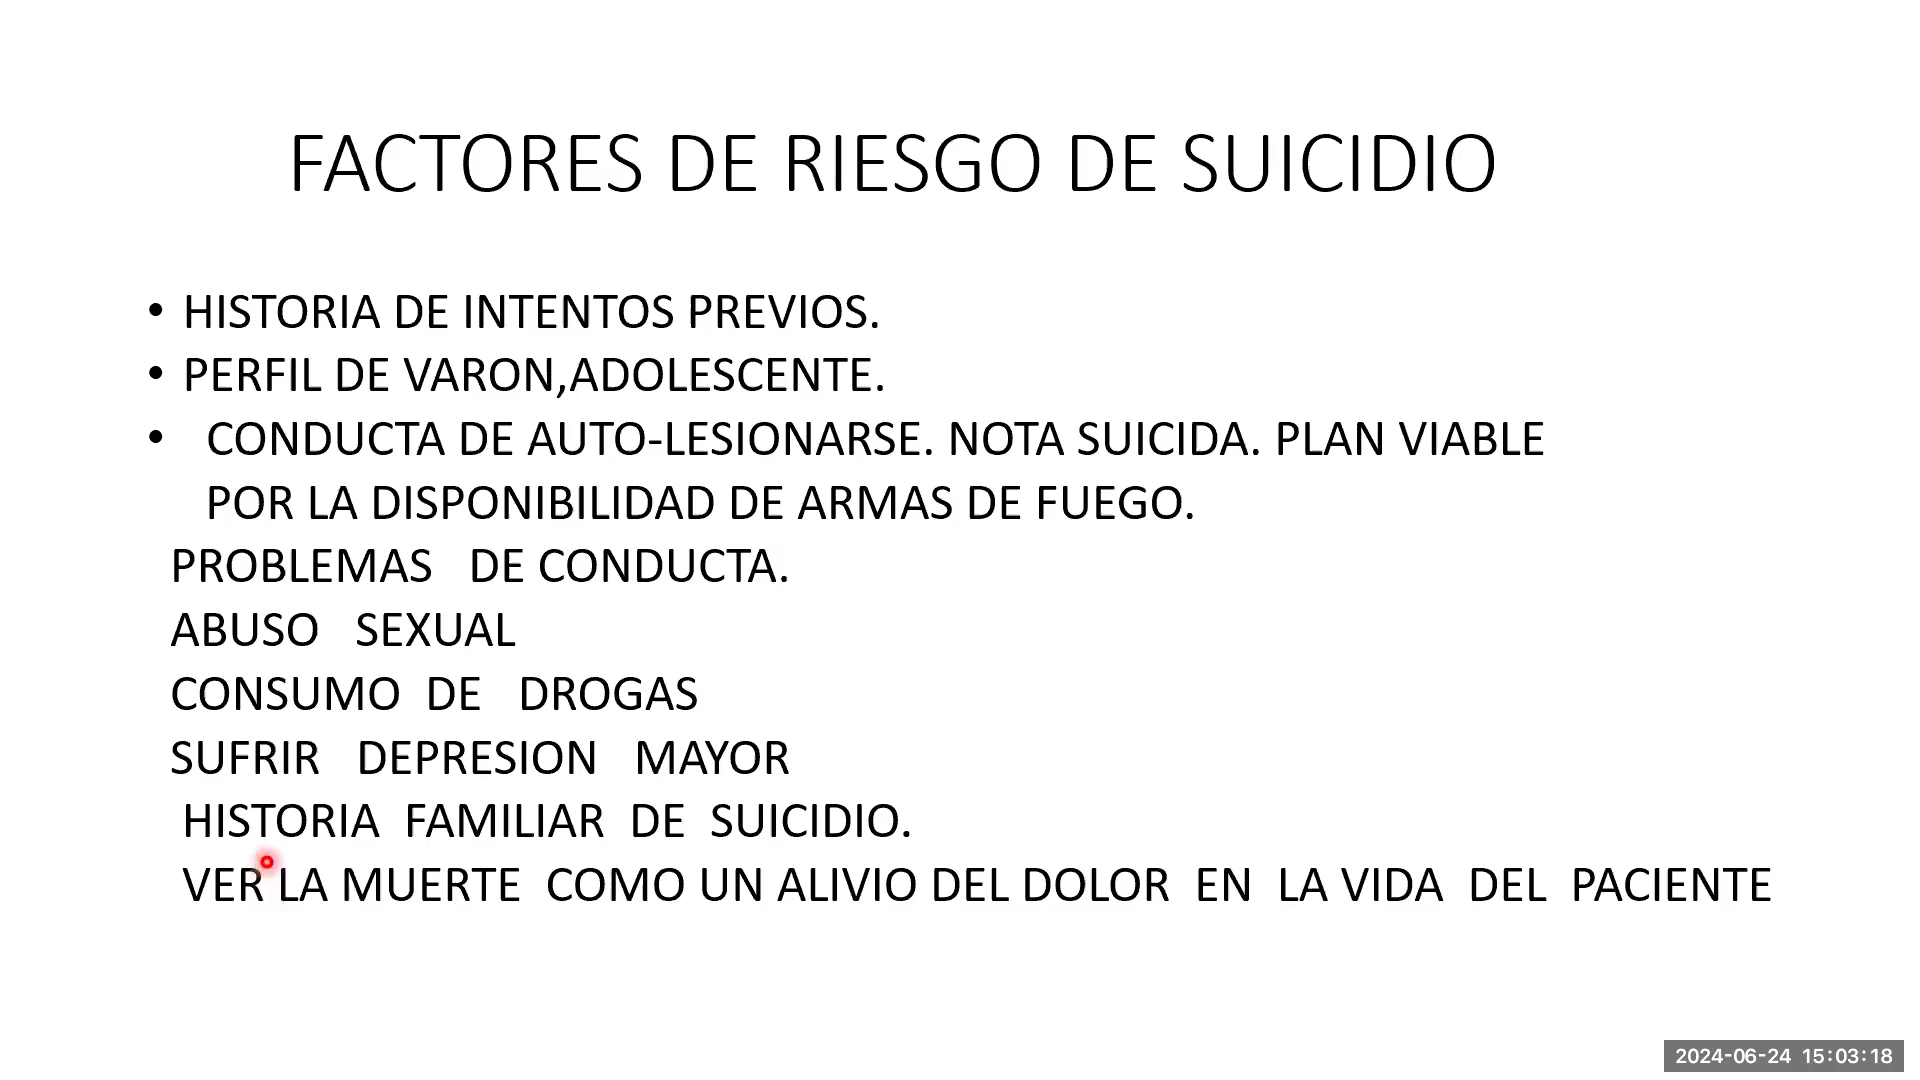 FACTORES DE RIESGO DE SUICIDIO
• HISTORIA DE INTENTOS PREVIOS.
• PERFIL DE VARON,ADOLESCENTE.
• CONDUCTA DE AUTO-LESIONARSE. NOTA SUICIDA. PLAN VIABLE
POR LA DISPONIBILIDAD DE ARMAS DE FUEGO.
PROBLEMAS DE CONDUCTA.
ABUSO SEXUAL
CONSUMO DE DROGAS
SUFRIR DEPRESION MAYOR
HISTORIA FAMILIAR DE SUICIDIO.
VER LA MUERTE COMO UN ALIVIO DEL DOLOR EN LA VIDA DEL PACIENTE
2024-06-24 15:03:18